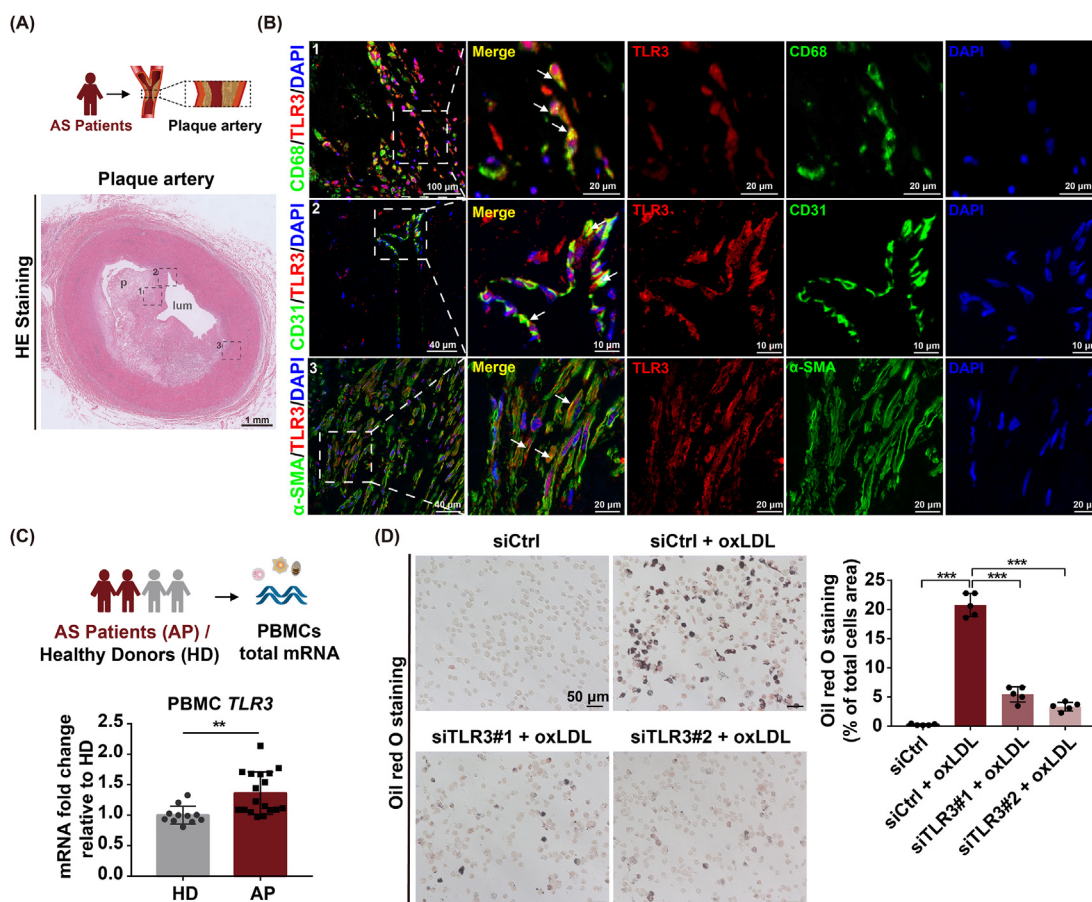 (A)
AS Patients
Plaque artery
Plaque artery
HE Staining
p
1
2
lum
3
1 mm
(B)
CD68/TLR3/DAPI
1
100 μm
Merge
20 μm
TLR3
20 μm
CD68
20 μm
DAPI
20 μm
CD31/TLR3/DAPI
2
40 μm
Merge
10 μm
TLR3
10 μm
CD31
10 μm
DAPI
10 μm
α-SMA/TLR3/DAPI
3
40 μm
Merge
20 μm
TLR3
20 μm
α-SMA
20 μm
DAPI
20 μm
(C)
AS Patients (AP) /
Healthy Donors (HD)
PBMCs
total mRNA
PBMC TLR3
mRNA fold change
relative to HD
2.5
2.0
1.5
1.0
0.5
0.0
**
HD
AP
(D)
Oil red O staining
siCtrl
50 μm
siCtrl + oxLDL
siTLR3#1 + oxLDL
siTLR3#2 + oxLDL
Oil red O staining
(% of total cells area)
25
20
15
10
5
0
***
***
***
siCtrl
siCtrl + oxLDL
siTLR3#1 + oxLDL
siTLR3#2 + oxLDL